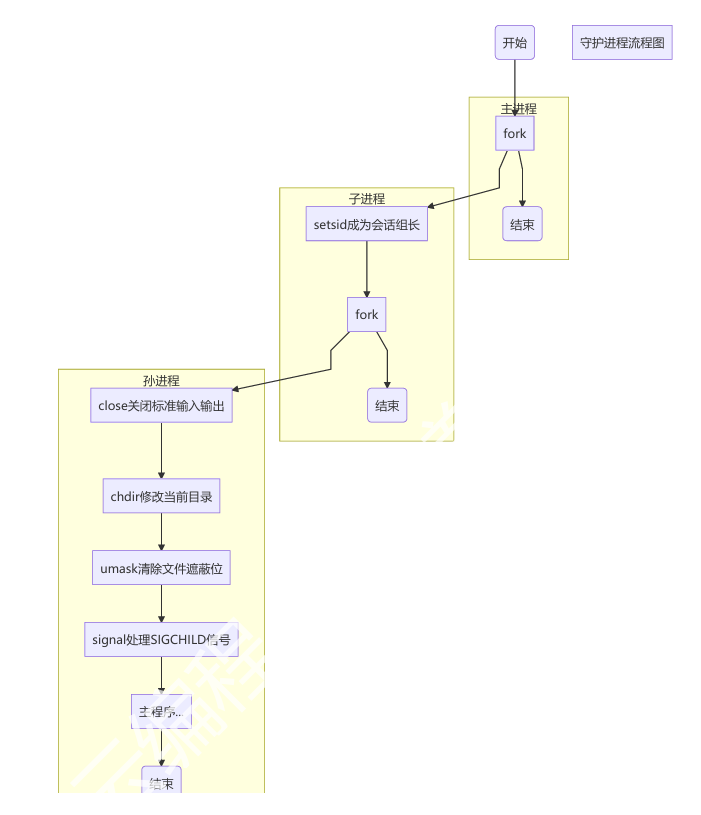 开始
守护进程流程图
主进程
fork
子进程
setsid成为会话组长
结束
fork
孙进程
close关闭标准输入输出
结束
chdir修改当前目录
umask清除文件遮蔽位
signal处理SIGCHILD信号
主程序...
结束